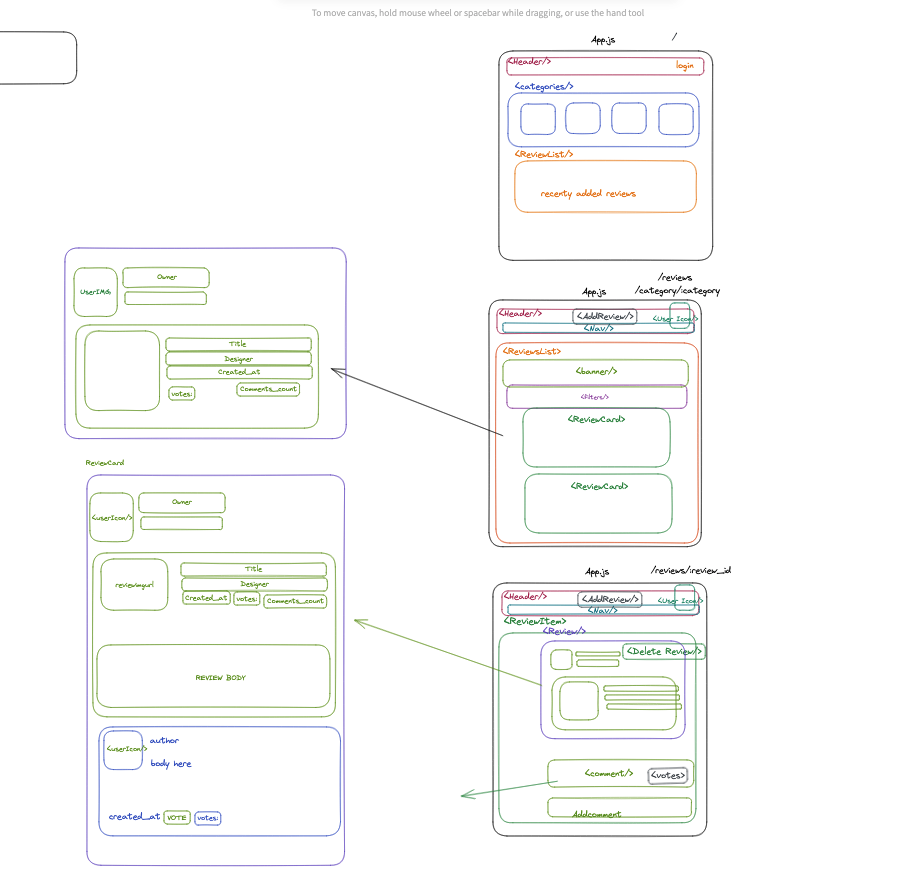 To move canvas, hold mouse wheel or spacebar while dragging, or use the hand tool
App.js /
<Header/> login
<categories/>
<ReviewList/>
recenty added reviews
/reviews
App.js /category/:category
<Header/> <AddReview/> <User Icon/>
<Nav/>
<ReviewsList>
<banner/>
<Filters/>
<ReviewCard>
<ReviewCard>
App.js /reviews/:review_id
<Header/> <AddReview/> <User Icon/>
<Nav/>
<ReviewItem>
<Review/>
<Delete Review/>
<comment/> <votes>
Addcomment
UserIMG Owner
Title
Designer
Created_at
votes: Comments_count
ReviewCard
<userIcon/> Owner
reviewimgurl
Title
Designer
Created_at votes: Comments_count
REVIEW BODY
<userIcon/> author
body here
created_at VOTE votes: